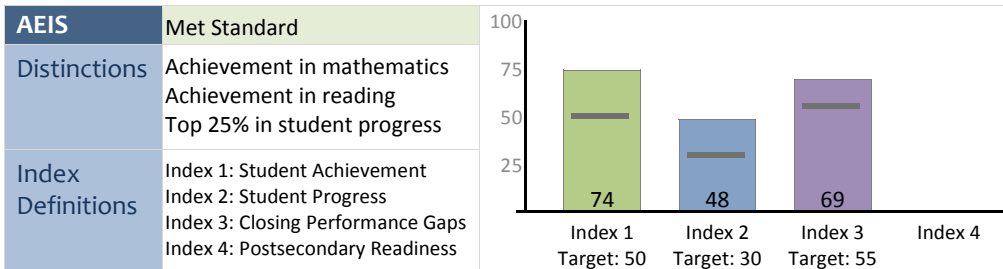 AEIS
Met Standard
Distinctions
Achievement in mathematics
Achievement in reading
Top 25% in student progress
Index
Definitions
Index 1: Student Achievement
Index 2: Student Progress
Index 3: Closing Performance Gaps
Index 4: Postsecondary Readiness
100
75
50
25
74
48
69
Index 1
Target: 50
Index 2
Target: 30
Index 3
Target: 55
Index 4